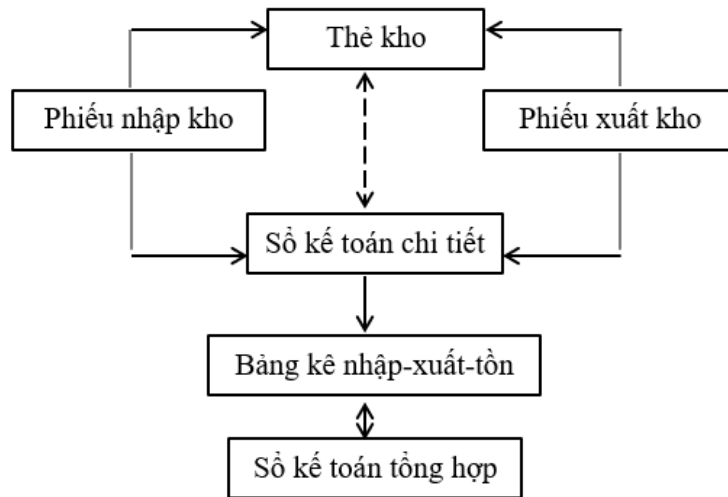 Thẻ kho
Phiếu nhập kho
Phiếu xuất kho
Sổ kế toán chi tiết
Bảng kê nhập-xuất-tồn
Sổ kế toán tổng hợp